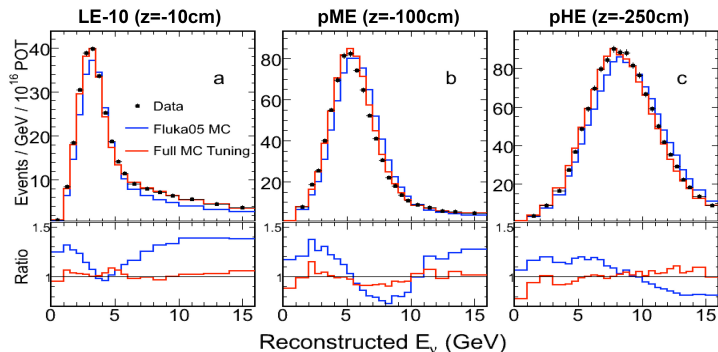 LE-10 (z=-10cm) pME (z=-100cm) pHE (z=-250cm)
Events / GeV / 10¹⁶ POT
40
30
20
10
a
Data
Fluka05 MC
Full MC Tuning
80
60
40
20
b
80
60
40
20
c
Ratio
1.5
1
1.5
1
1.5
1
0 5 10 15 0 5 10 15 0 5 10 15
Reconstructed Eᵥ (GeV)